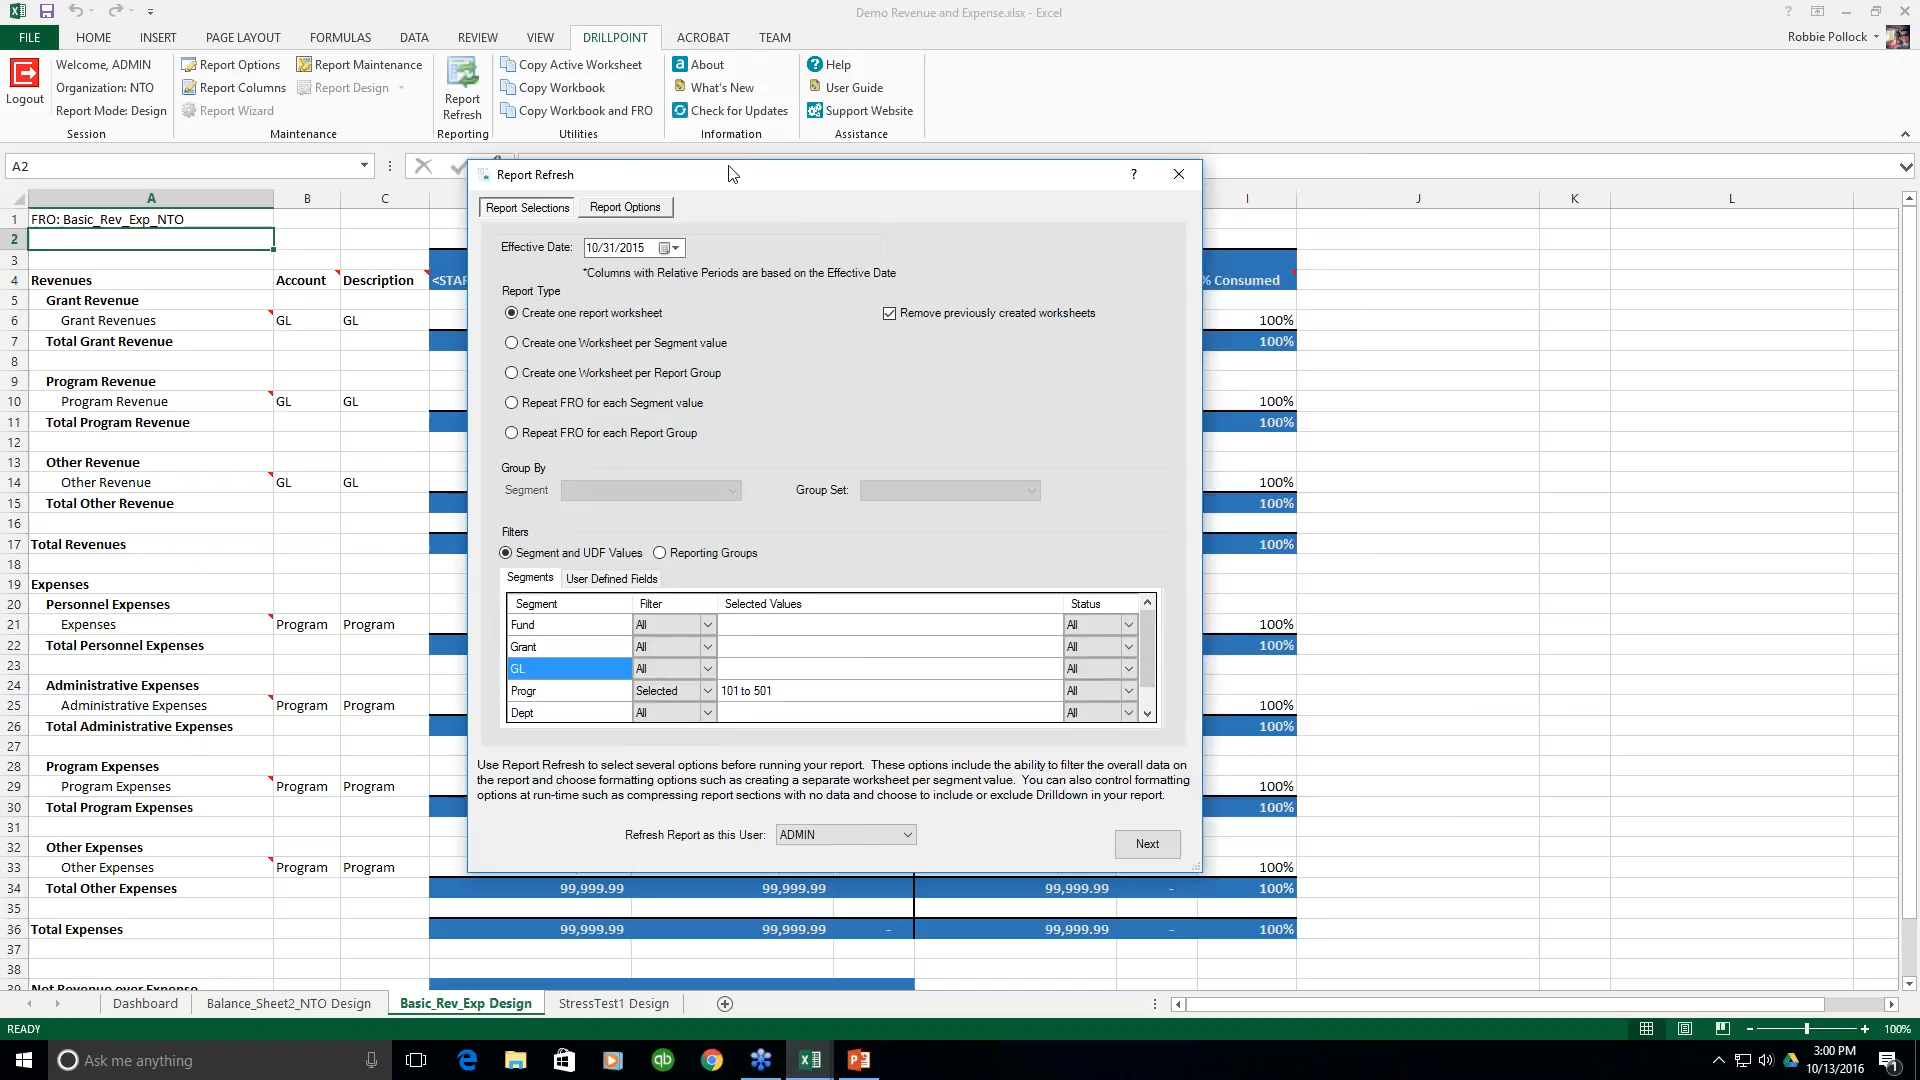 Demo Revenue and Expense.xlsx - Excel
FILE HOME INSERT PAGE LAYOUT FORMULAS DATA REVIEW VIEW DRILLPOINT ACROBAT TEAM Robbie Pollock
Welcome, ADMIN Report Options Report Maintenance Copy Active Worksheet About Help
Logout Organization: NTO Report Columns Report Design Report Refresh Copy Workbook What's New User Guide
Report Mode: Design Report Wizard Copy Workbook and FRO Check for Updates Support Website
Session Maintenance Reporting Utilities Information Assistance
A2
Report Refresh ?
A B C I J K L
Report Selections Report Options
1 FRO: Basic_Rev_Exp_NTO
2
Effective Date: 10/31/2015
3
*Columns with Relative Periods are based on the Effective Date
4 Revenues Account Description <STAR % Consumed
Report Type
5 Grant Revenue
Create one report worksheet Remove previously created worksheets
6 Grant Revenues GL GL 100%
7 Total Grant Revenue 100%
Create one Worksheet per Segment value
8
Create one Worksheet per Report Group
9 Program Revenue
10 Program Revenue GL GL 100%
Repeat FRO for each Segment value
11 Total Program Revenue 100%
Repeat FRO for each Report Group
12
13 Other Revenue
Group By
14 Other Revenue GL GL 100%
Segment Group Set:
15 Total Other Revenue 100%
16
Filters
17 Total Revenues 100%
Segment and UDF Values Reporting Groups
18
Segments User Defined Fields
19 Expenses
20 Personnel Expenses
Segment Filter Selected Values Status
21 Expenses Program Program 100%
Fund All All
22 Total Personnel Expenses 100%
Grant All All
23
GL All All
24 Administrative Expenses
Progr Selected 101 to 501 All
25 Administrative Expenses Program Program 100%
Dept All All
26 Total Administrative Expenses 100%
27
28 Program Expenses
Use Report Refresh to select several options before running your report. These options include the ability to filter the overall data on
the report and choose formatting options such as creating a separate worksheet per segment value. You can also control formatting
options at run-time such as compressing report sections with no data and choose to include or exclude Drilldown in your report.
29 Program Expenses Program Program 100%
30 Total Program Expenses 100%
31
Refresh Report as this User: ADMIN
Next
32 Other Expenses
33 Other Expenses Program Program 100%
34 Total Other Expenses 99,999.99 99,999.99 99,999.99 - 100%
35
36 Total Expenses 99,999.99 99,999.99 - 99,999.99 - 100%
37
38
39 Net Revenue over Expense
Dashboard Balance_Sheet2_NTO Design Basic_Rev_Exp Design StressTest1 Design
READY 100%
Ask me anything
3:00 PM
10/13/2016